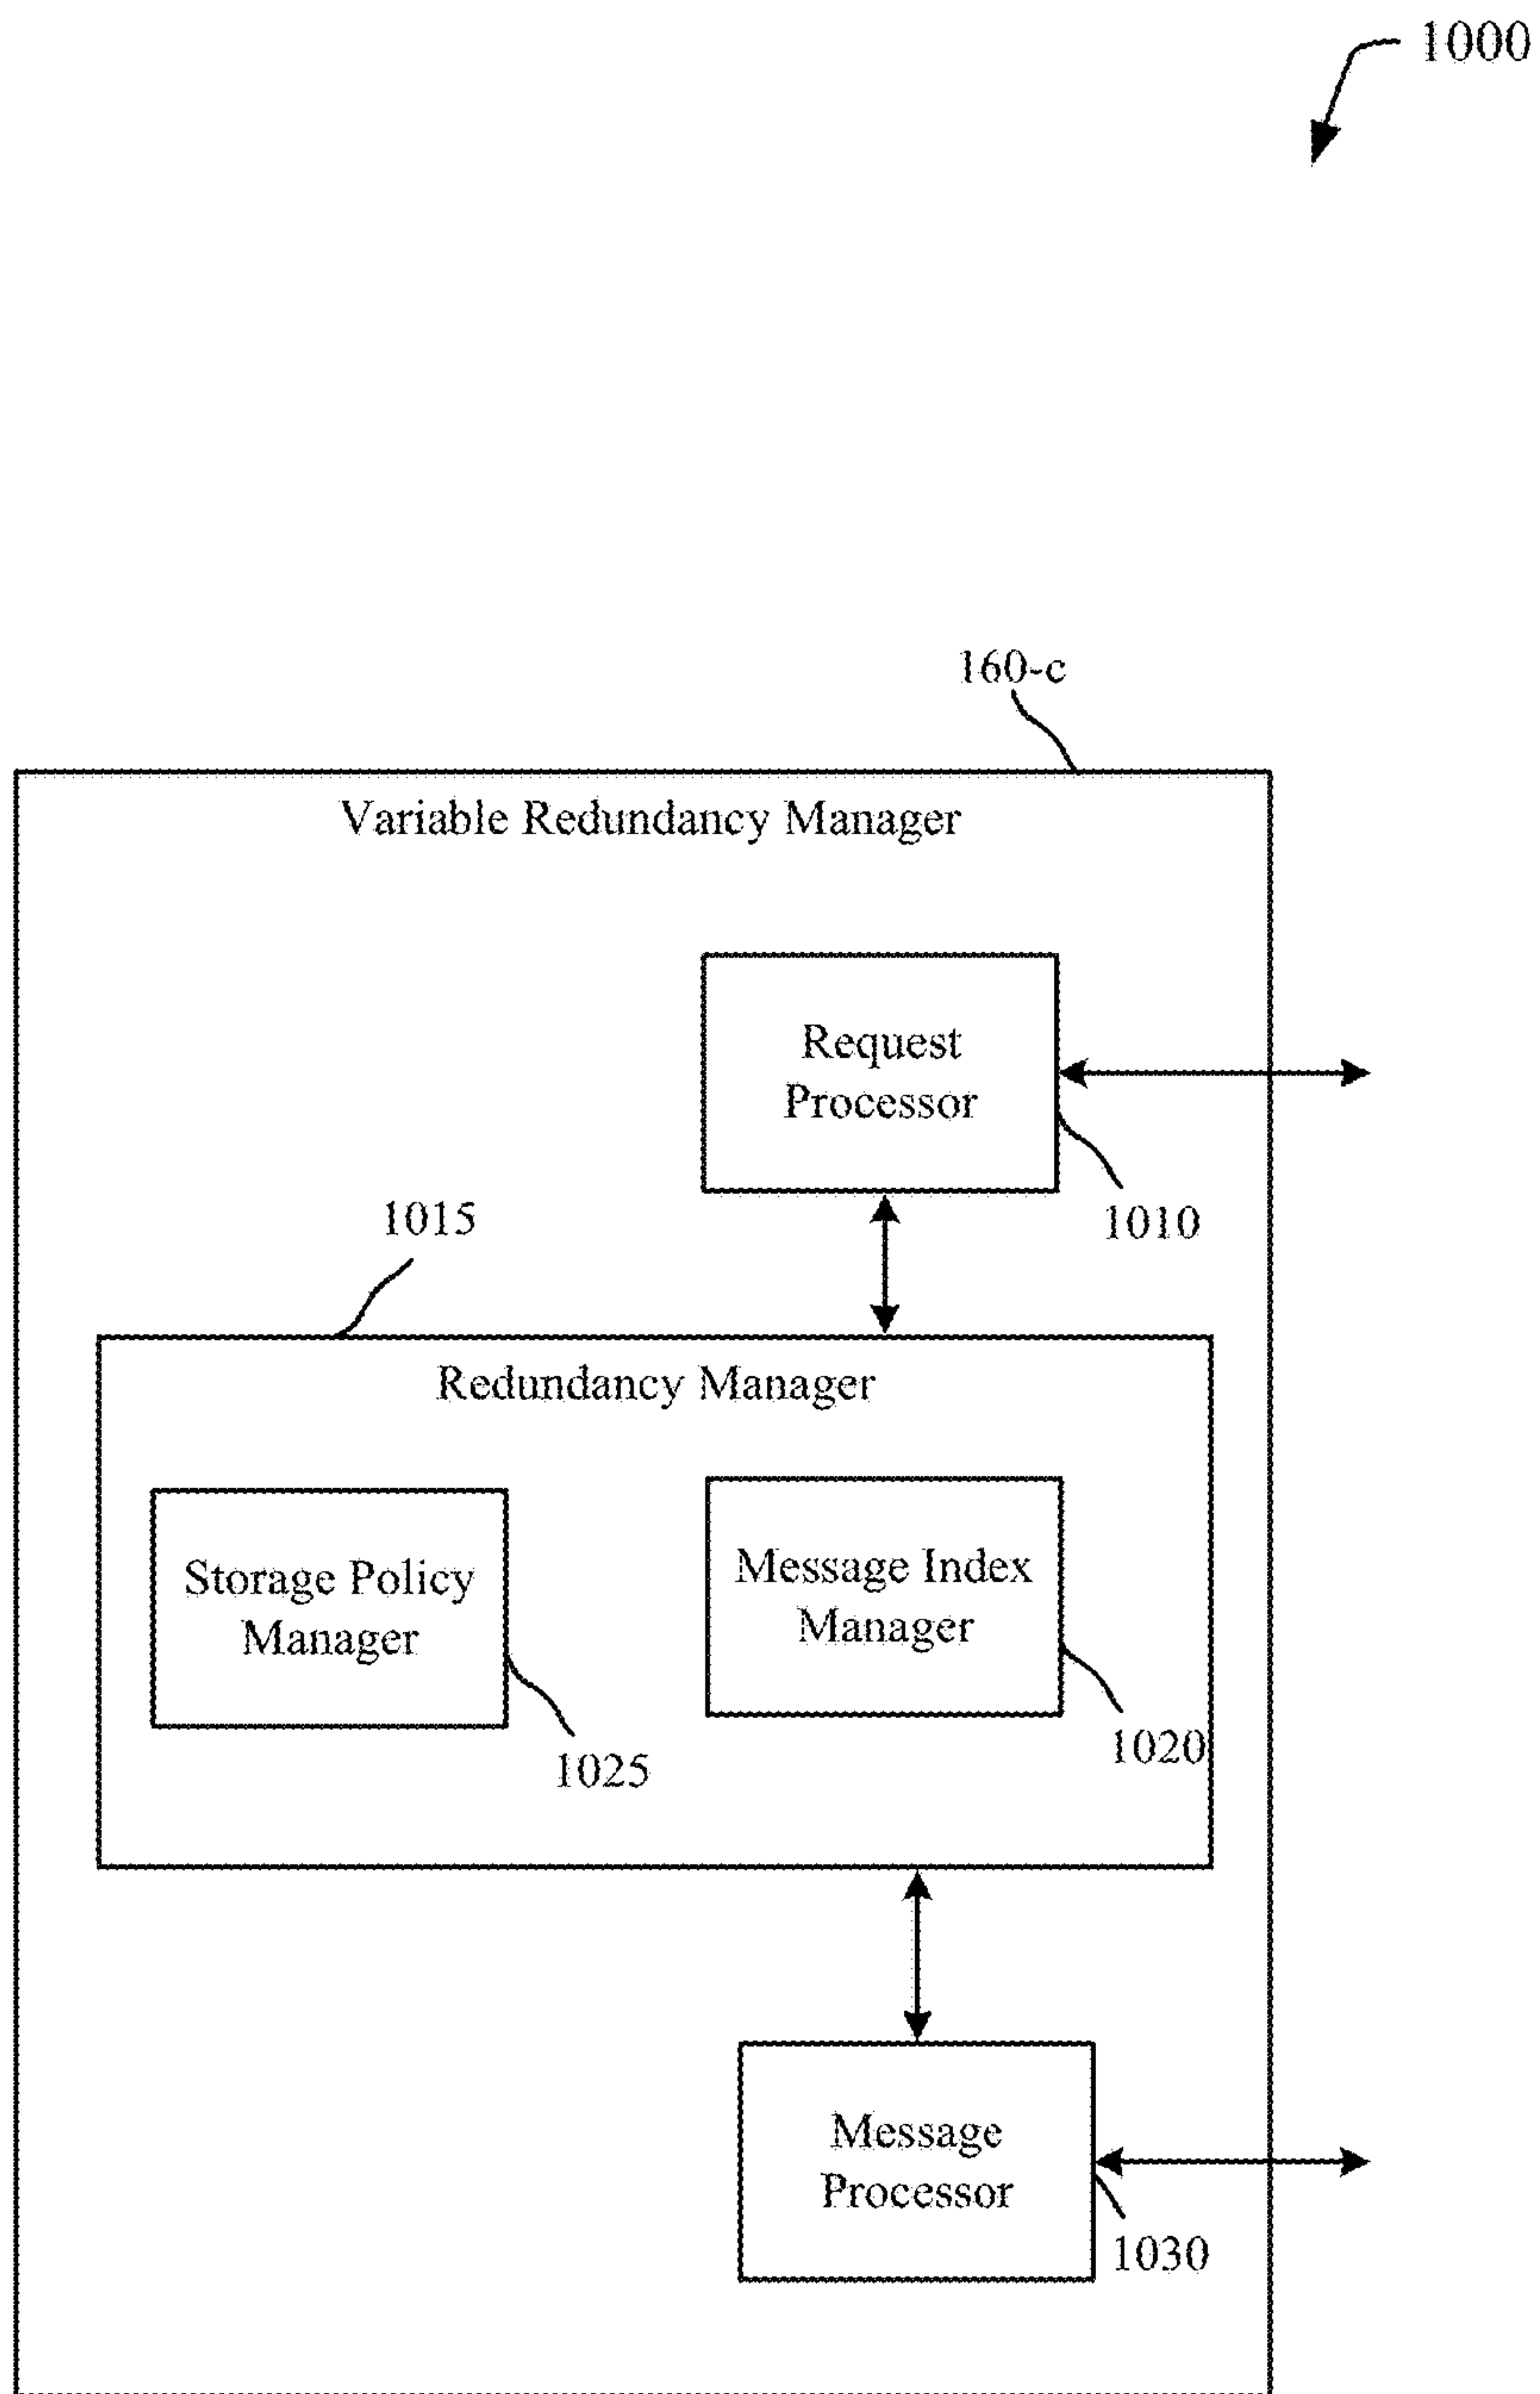 1000
160-c
Variable Redundancy Manager
Request
Processor
1010
1015
Redundancy Manager
Storage Policy
Manager
1025
Message Index
Manager
1020
Message
Processor
1030